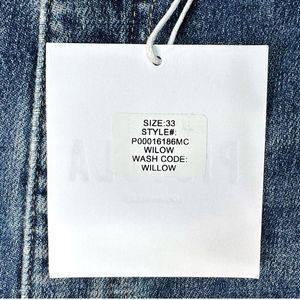 SIZE:33
STYLE#:
P00016186MC
WILOW
WASH CODE:
WILLOW